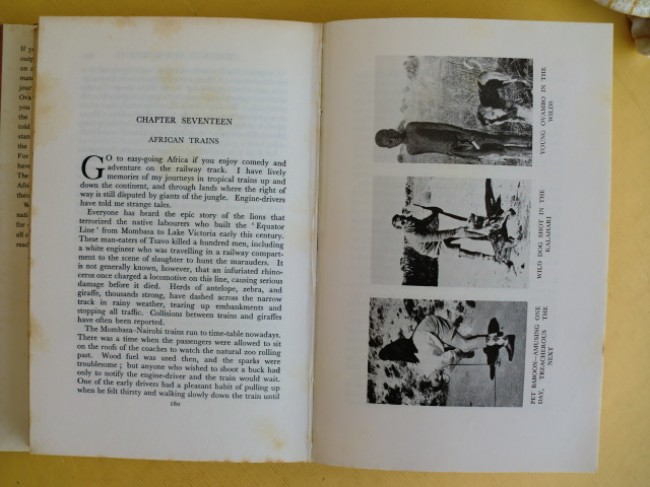 CHAPTER SEVENTEEN
AFRICAN TRAINS
GO to easy-going Africa if you enjoy comedy and
adventure on the railway track. I have lively
memories of my journeys in tropical trains up and
down the continent, and through lands where the right of
way is still disputed by giants of the jungle. Engine-drivers
have told me strange tales.
Everyone has heard the epic story of the lions that
terrorized the native labourers who built the ‘Equator
Line’ from Mombasa to Lake Victoria early this century.
These man-eaters of Tsavo killed a hundred men, including
a white engineer who was travelling in a railway compart-
ment to the scene of slaughter to hunt the marauders. It
is not generally known, however, that an infuriated rhino-
ceros once charged a locomotive on this line, causing serious
damage before it died. Herds of antelope, zebra, and
giraffe, thousands strong, have dashed across the narrow
track in rainy weather, tearing up embankments and
stopping all traffic. Collisions between trains and giraffes
have often been reported.
The Mombasa-Nairobi trains run to time-table nowadays.
There was a time when the passengers were allowed to sit
on the roofs of the coaches to watch the natural zoo rolling
past. Wood fuel was used then, and the sparks were
troublesome ; but anyone who wished to shoot a buck had
only to notify the engine-driver and the train would wait.
One of the early drivers had a pleasant habit of pulling up
when he felt thirsty and walking slowly down the train until
160
YOUNG OVAMBO IN THE
WILDS
WILD DOG SHOT IN THE
KALAHARI
PET BABOON—AMUSING ONE
DAY, TREACHEROUS THE
NEXT